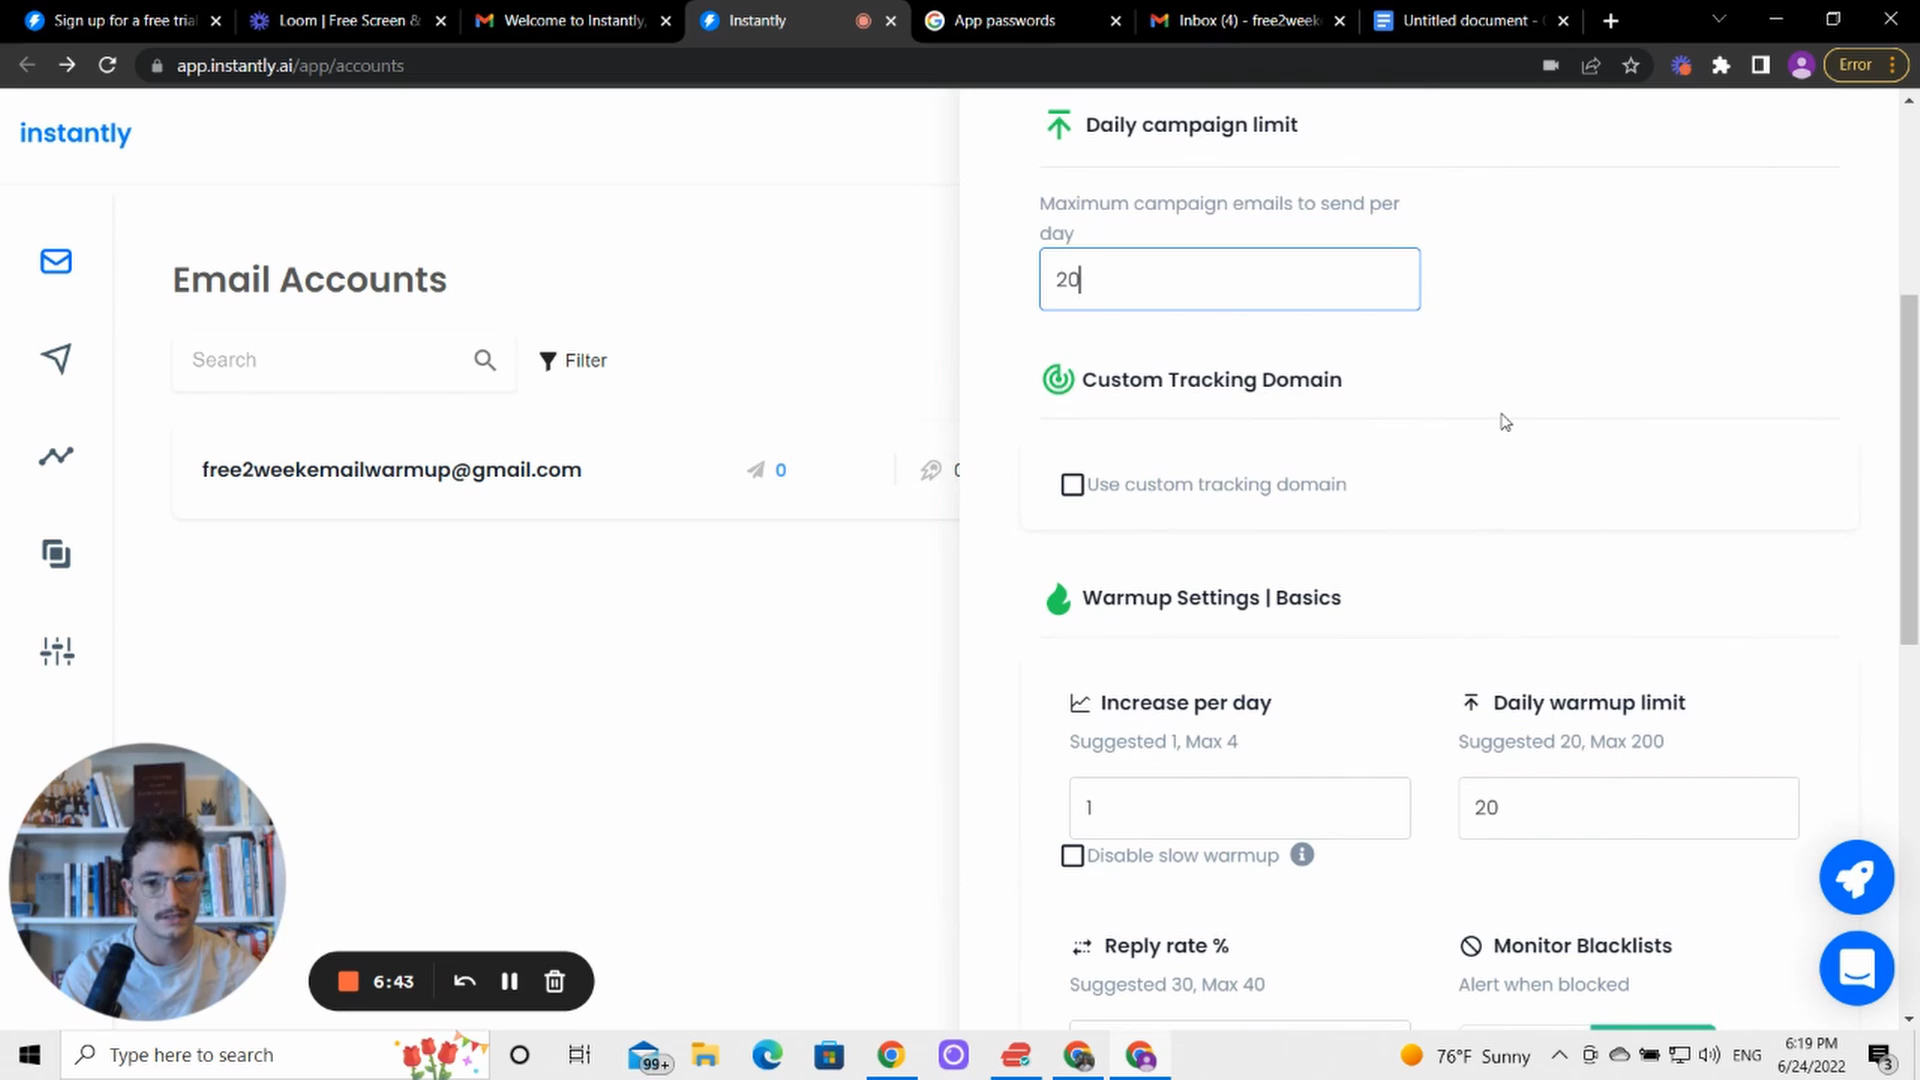 Sign up for a free trial
Loom | Free Screen &
Welcome to Instantly,
Instantly
App passwords
Inbox (4) - free2week
Untitled document -
app.instantly.ai/app/accounts
Error
instantly
Daily campaign limit
Maximum campaign emails to send per
day
20
Email Accounts
Search
Filter
Custom Tracking Domain
free2weekemailwarmup@gmail.com
0
Use custom tracking domain
Warmup Settings | Basics
Increase per day
Daily warmup limit
Suggested 1, Max 4
Suggested 20, Max 200
1
20
Disable slow warmup
Reply rate %
Monitor Blacklists
Suggested 30, Max 40
Alert when blocked
6:43
Type here to search
99+
76°F Sunny
ENG
6:19 PM
6/24/2022
3